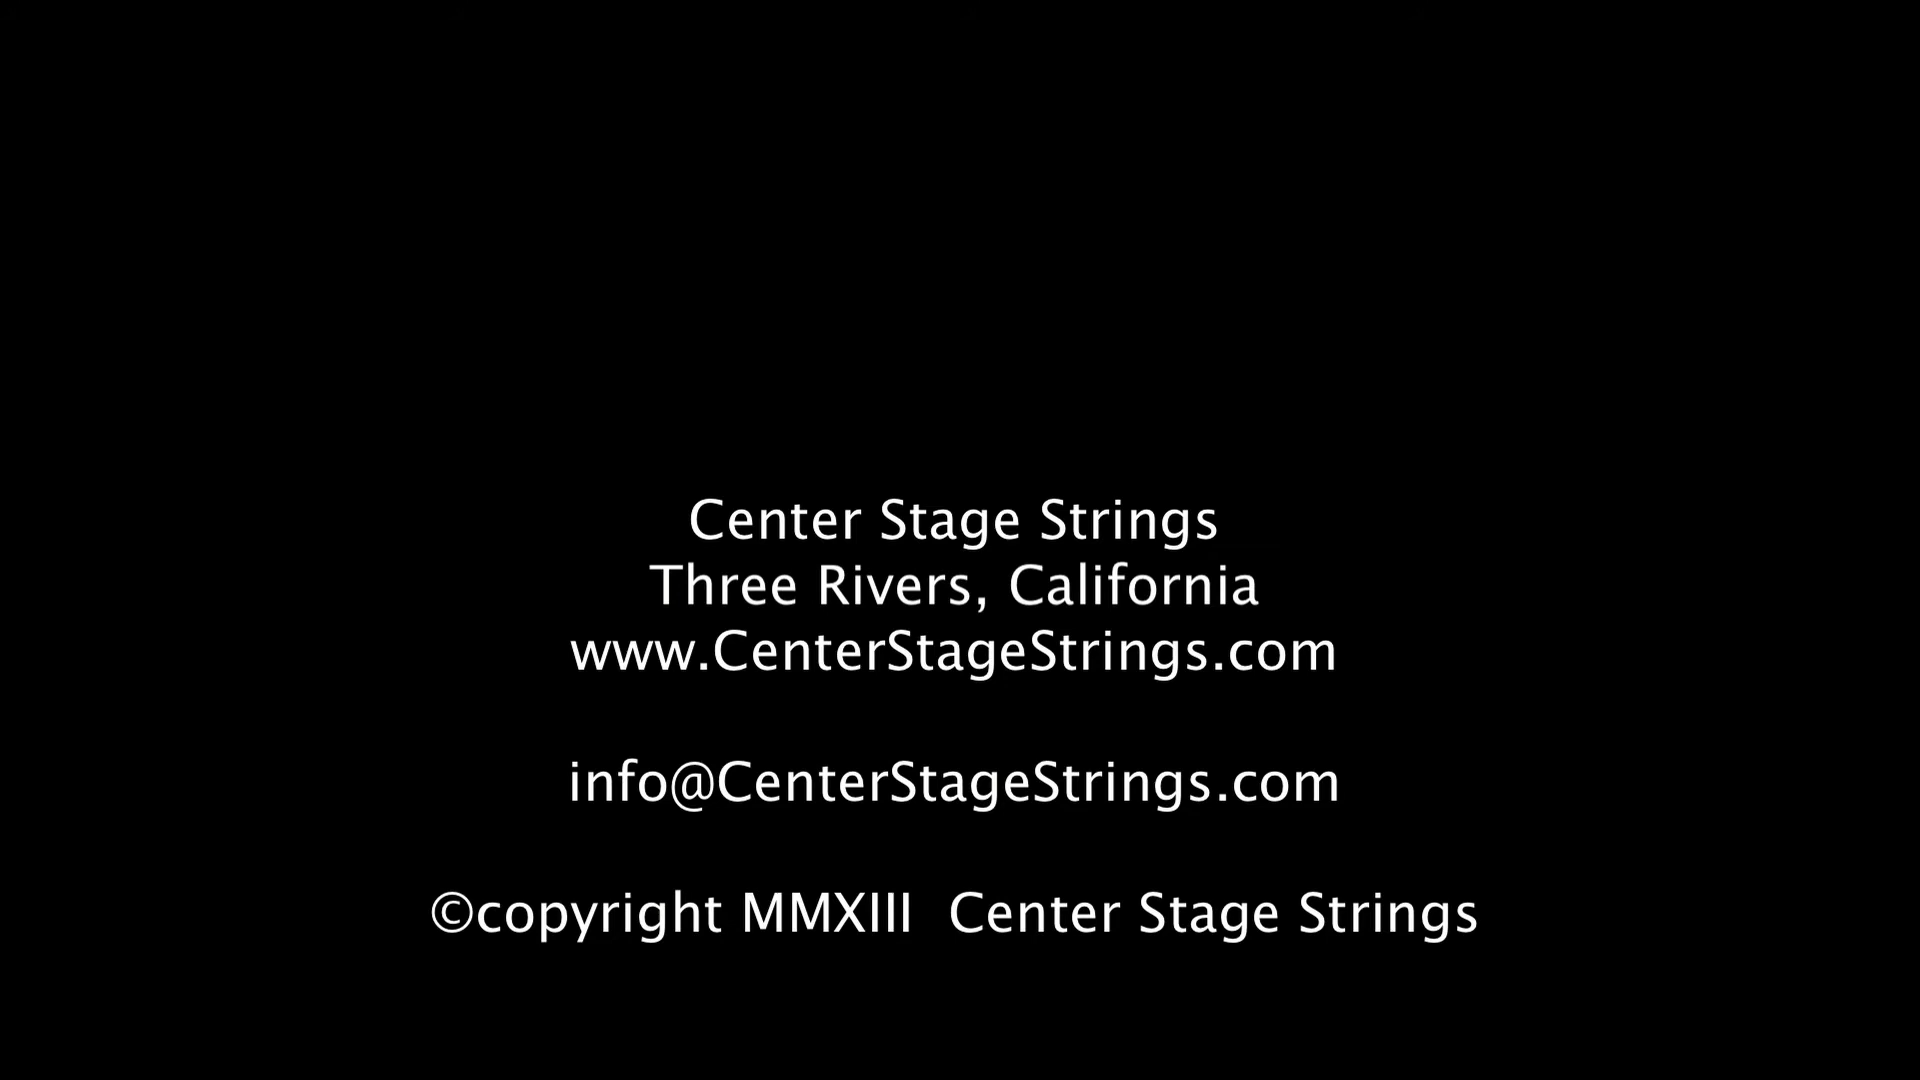 Center Stage Strings
Three Rivers, California
www.CenterStageStrings.com
info@CenterStageStrings.com
©copyright MMXIII  Center Stage Strings